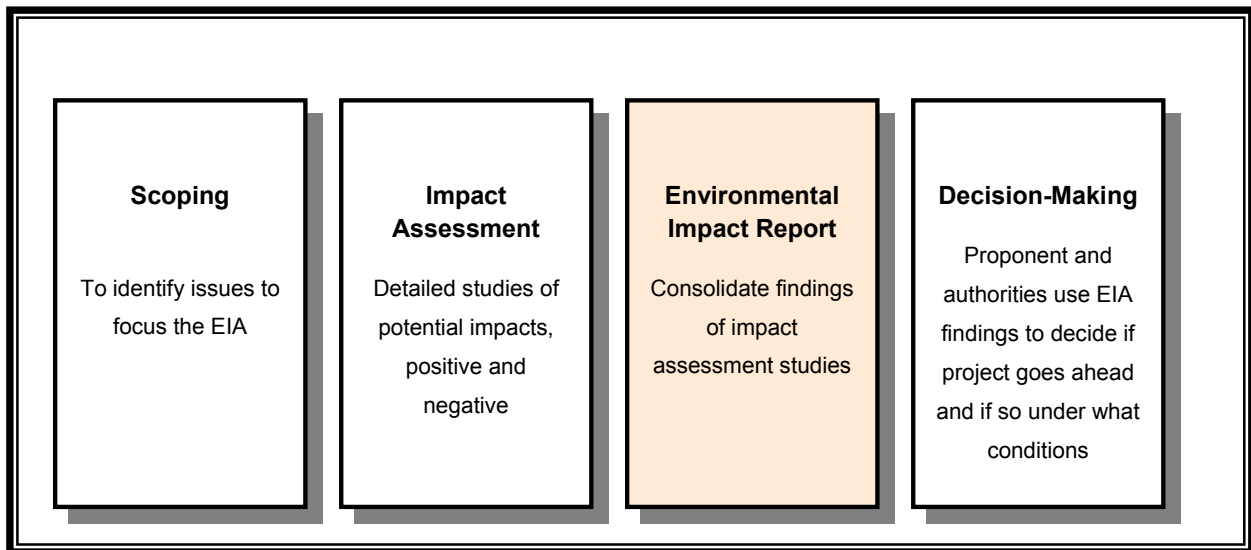 Scoping
To identify issues to
focus the EIA
Impact
Assessment
Detailed studies of
potential impacts,
positive and
negative
Environmental
Impact Report
Consolidate findings
of impact
assessment studies
Decision-Making
Proponent and
authorities use EIA
findings to decide if
project goes ahead
and if so under what
conditions